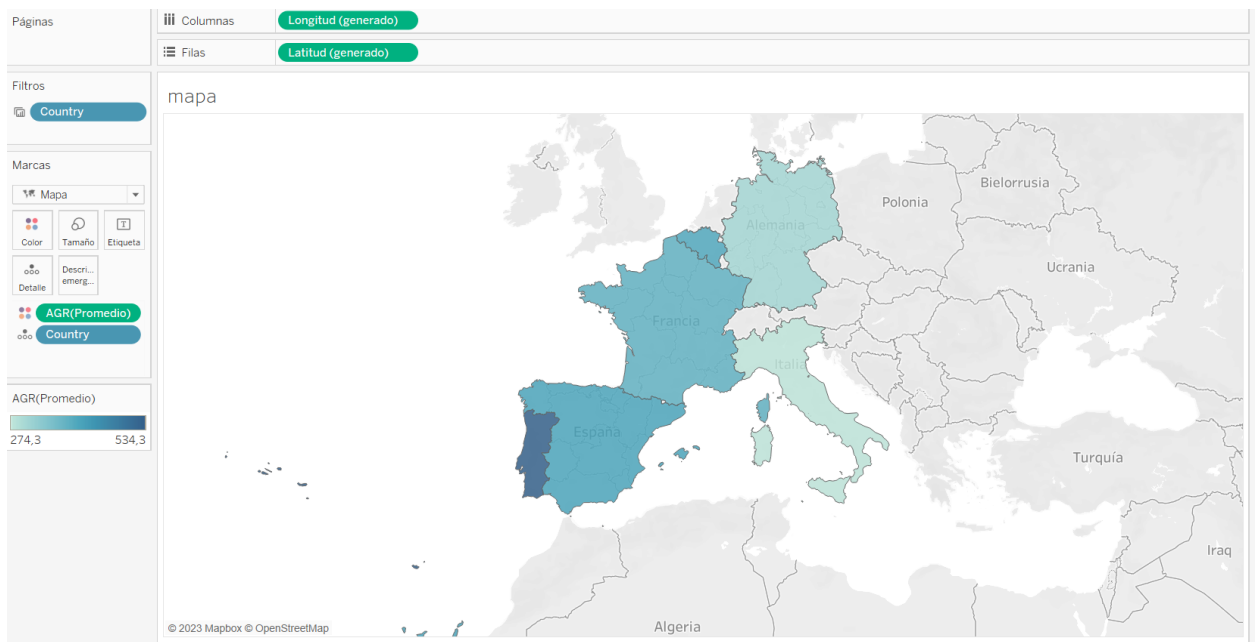 Páginas
Columnas
Longitud (generado)
Filas
Latitud (generado)
Filtros
Country
Marcas
Mapa
Color
Tamaño
T
Etiqueta
Detalle
Descri...
emerg...
AGR(Promedio)
Country
AGR(Promedio)
274,3
534,3
mapa
Bielorrusia
Polonia
Alemania
Ucrania
Francia
Italia
España
Turquía
Iraq
Algeria
© 2023 Mapbox © OpenStreetMap